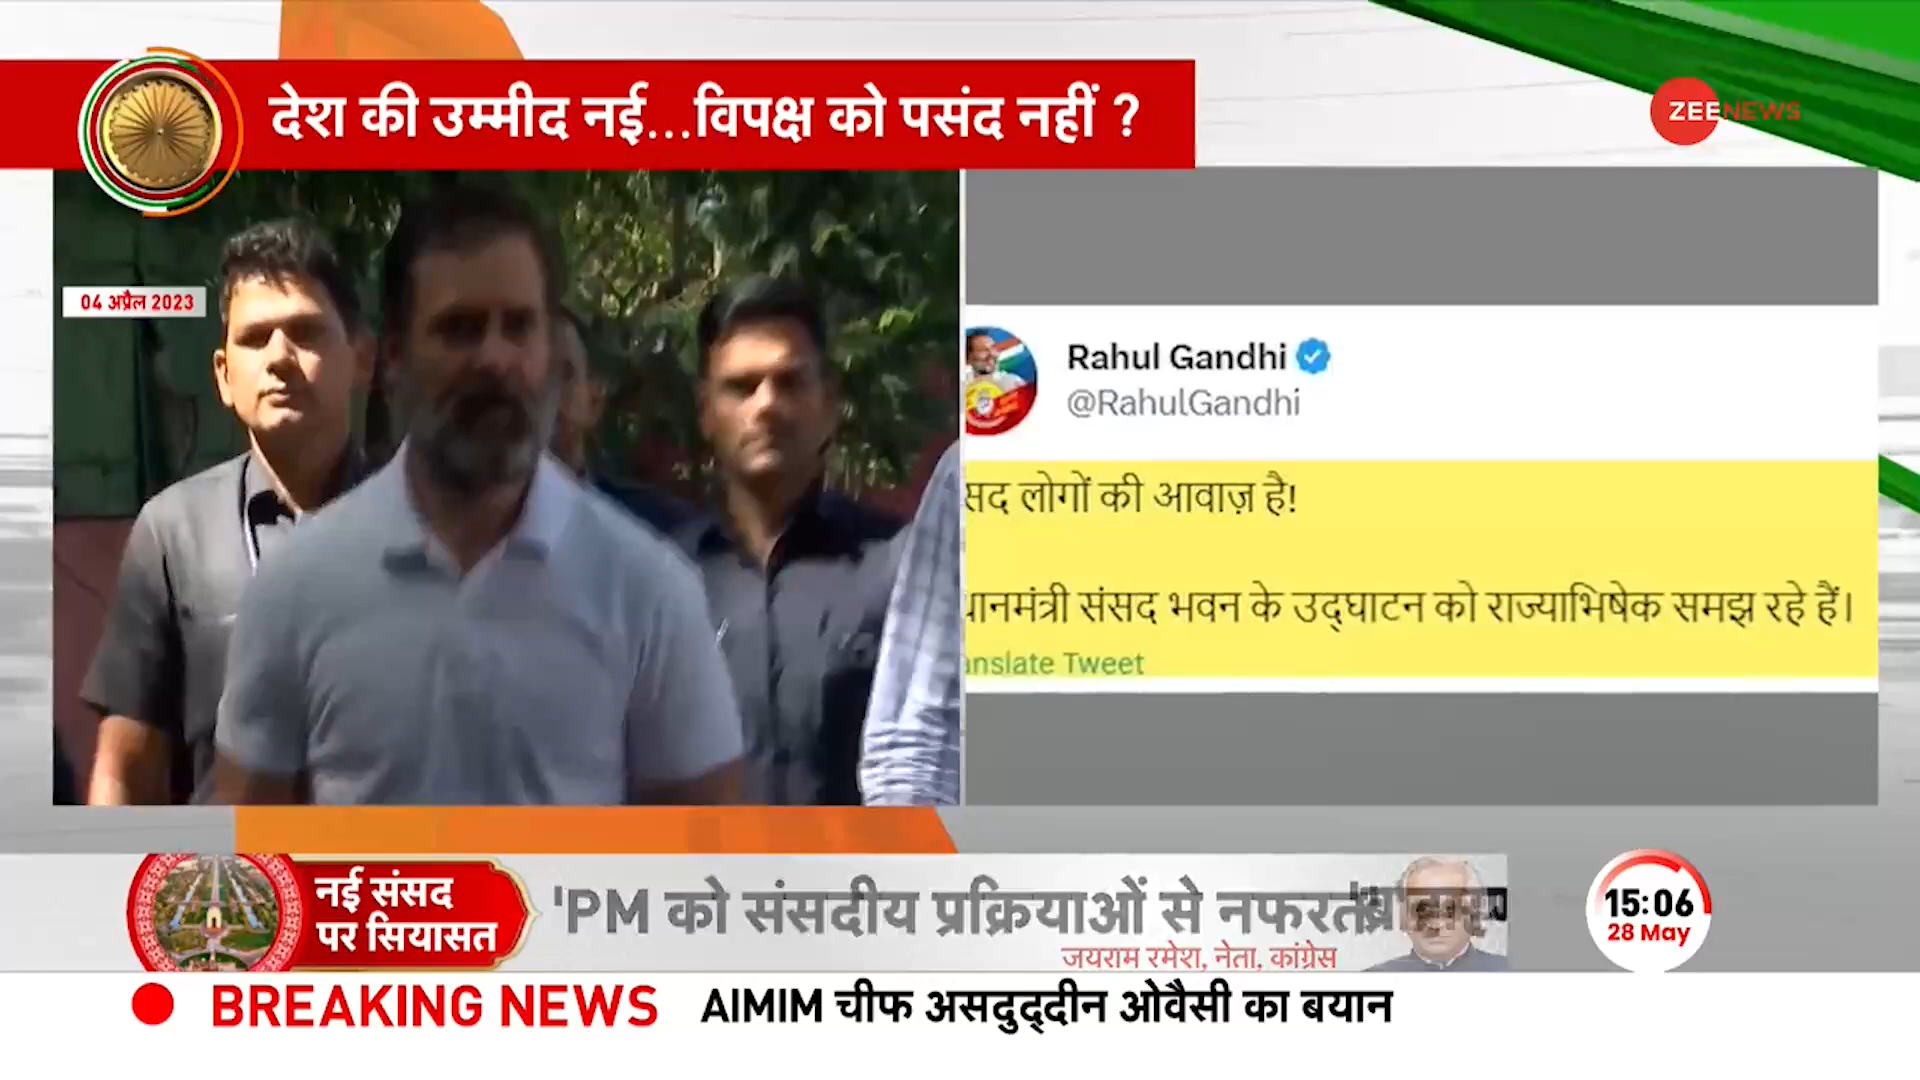 देश की उम्मीद नई...विपक्ष को पसंद नहीं ?
ZEENEWS
04 अप्रैल 2023
Rahul Gandhi
@RahulGandhi
सद लोगों की आवाज़ है!
धानमंत्री संसद भवन के उद्घाटन को राज्याभिषेक समझ रहे हैं।
anslate Tweet
नई संसद
पर सियासत
'PM को संसदीय प्रक्रियाओं से नफरत
जयराम रमेश, नेता, कांग्रेस
15:06
28 May
BREAKING NEWS
AIMIM चीफ असदुद्दीन ओवैसी का बयान